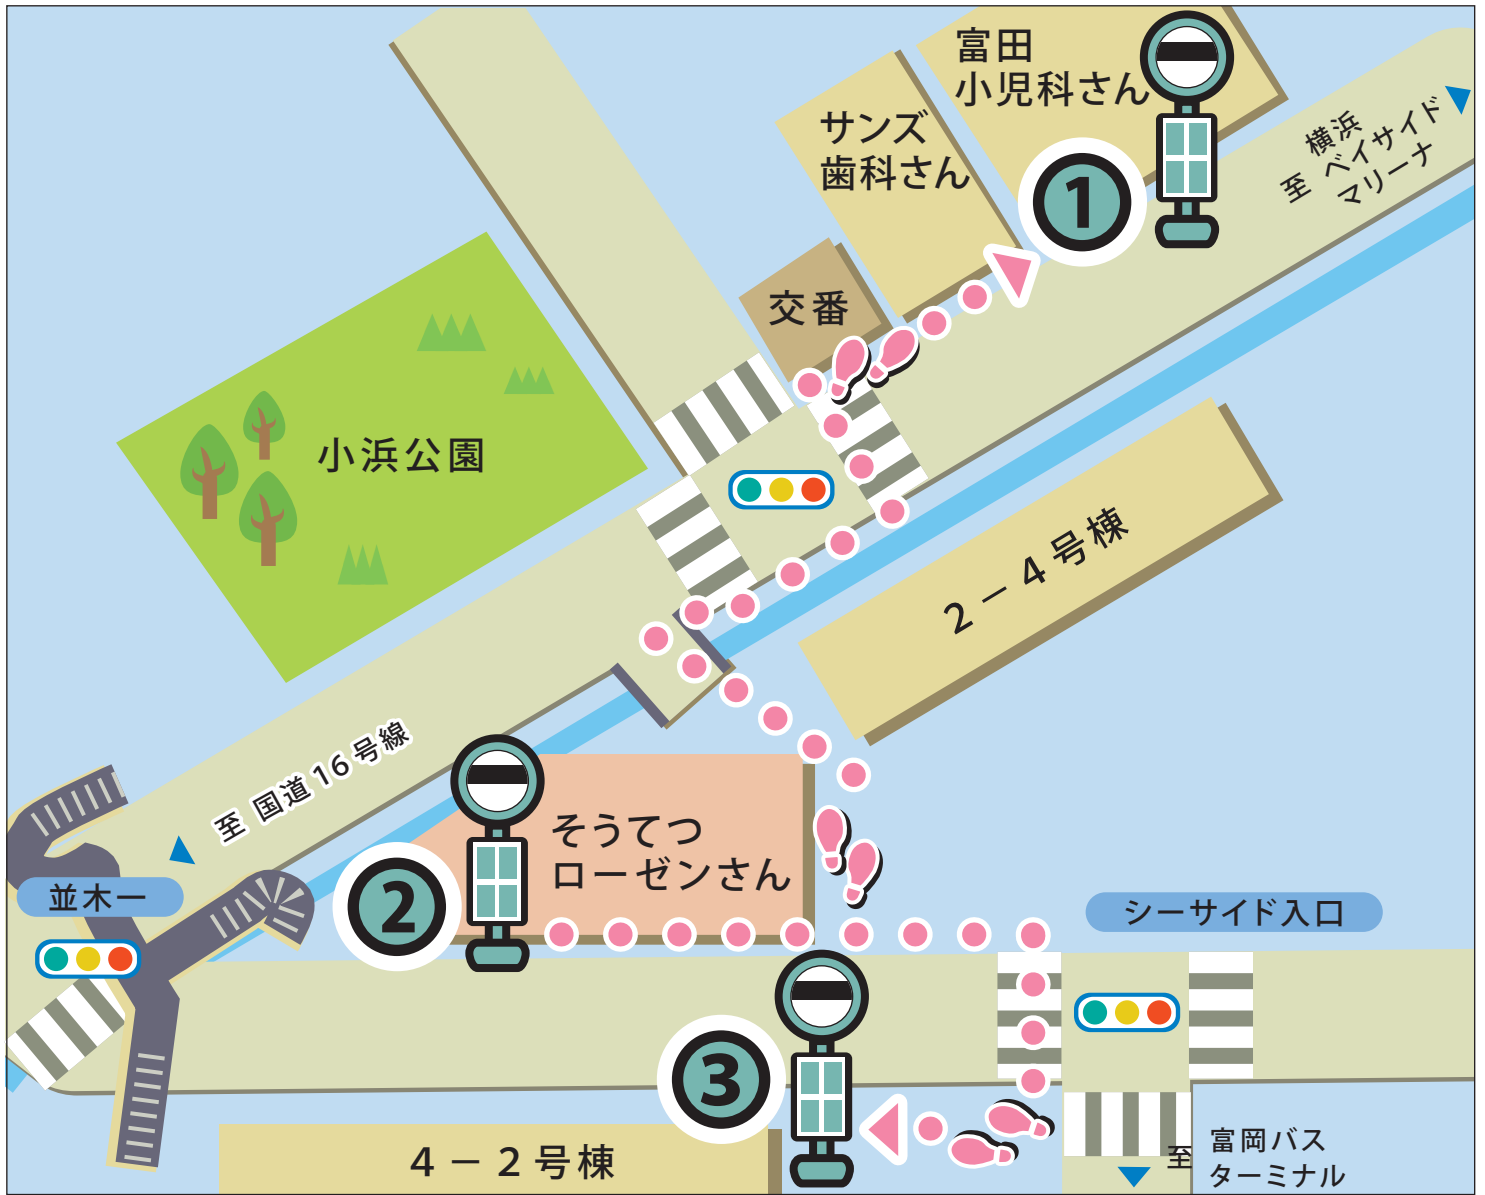 富田
小児科さん
サンズ
歯科さん
1
至 横浜
ベイサイド
マリーナ
交番
小浜公園
2－4号棟
至 国道16号線
そうてつ
ローゼンさん
2
並木一
シーサイド入口
3
4－2号棟
至 富岡バス
ターミナル